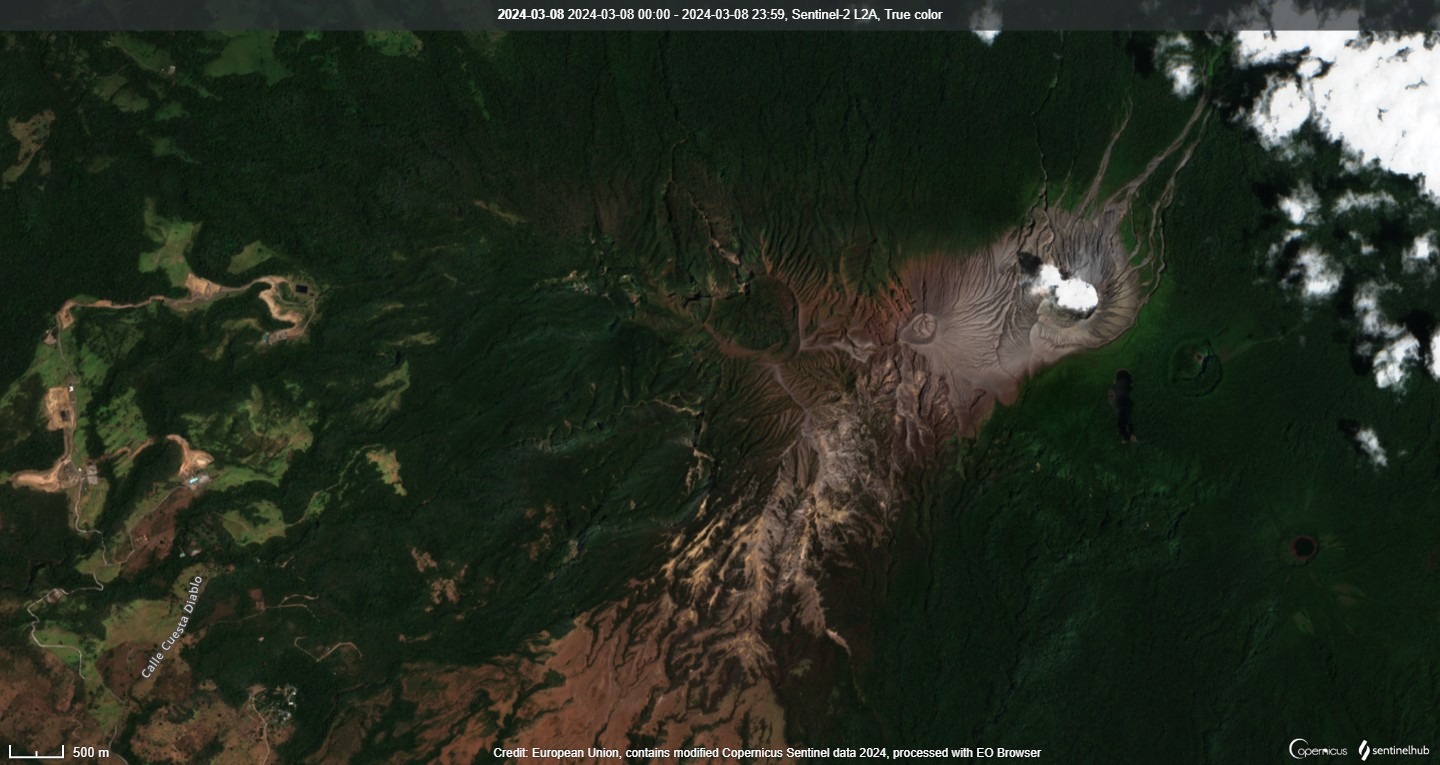 2024-03-08 2024-03-08 00:00 - 2024-03-08 23:59, Sentinel-2 L2A, True color
Calle Cuesta Diablo
500 m
Credit: European Union, contains modified Copernicus Sentinel data 2024, processed with EO Browser
Copernicus
sentinelhub